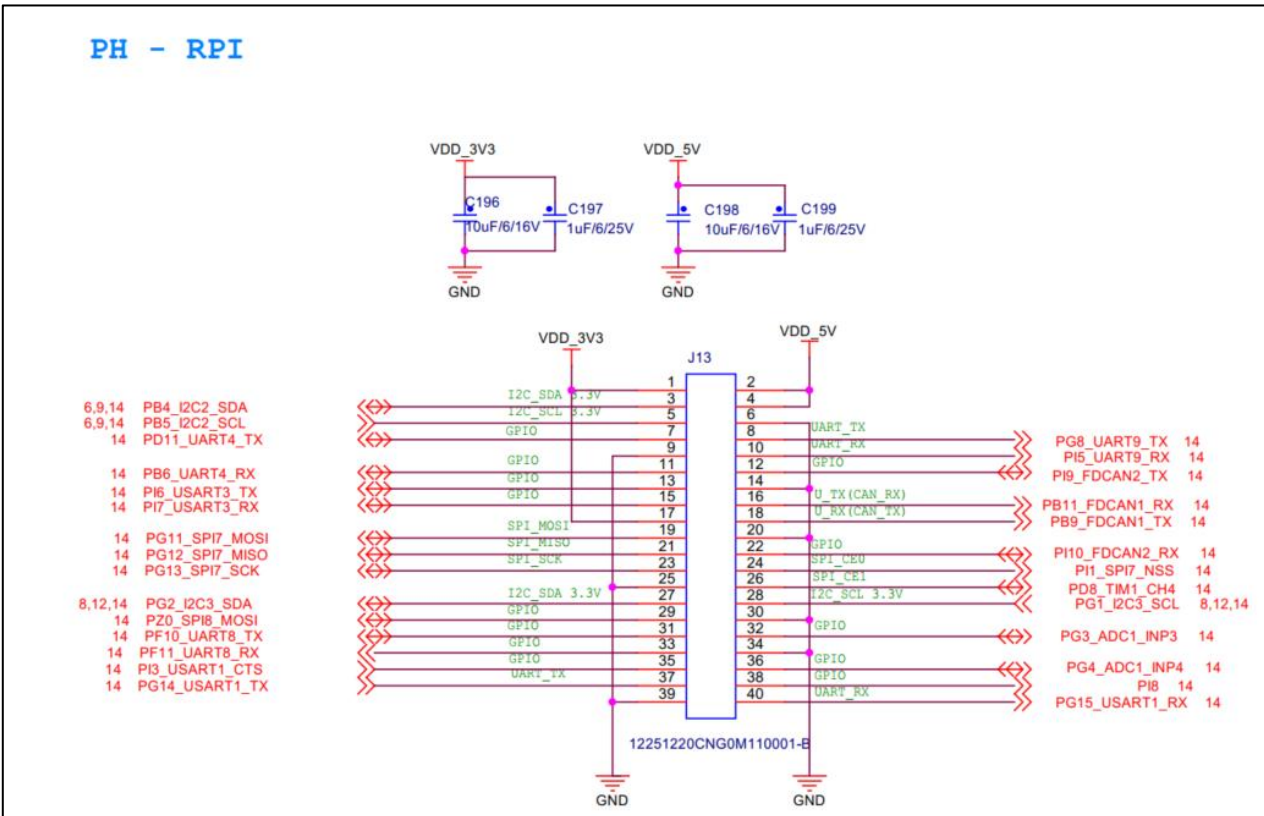 PH - RPI
VDD_3V3
VDD_5V
C196
10uF/6/16V
C197
1uF/6/25V
C198
10uF/6/16V
C199
1uF/6/25V
GND
GND
VDD_3V3
VDD_5V
J13
1 2
6,9,14 PB4_I2C2_SDA I2C_SDA 3.3V 3 4
6,9,14 PB5_I2C2_SCL I2C_SCL 3.3V 5 6
14 PD11_UART4_TX GPIO 7 8 UART_TX PG8_UART9_TX 14
9 10 UART_RX PI5_UART9_RX 14
14 PB6_UART4_RX GPIO 11 12 GPIO PI9_FDCAN2_TX 14
14 PI6_USART3_TX GPIO 13 14
14 PI7_USART3_RX GPIO 15 16 U_TX(CAN_RX) PB11_FDCAN1_RX 14
17 18 U_RX(CAN_TX) PB9_FDCAN1_TX 14
14 PG11_SPI7_MOSI SPI_MOSI 19 20
14 PG12_SPI7_MISO SPI_MISO 21 22 GPIO PI10_FDCAN2_RX 14
14 PG13_SPI7_SCK SPI_SCK 23 24 SPI_CE0 PI1_SPI7_NSS 14
25 26 SPI_CE1 PD8_TIM1_CH4 14
8,12,14 PG2_I2C3_SDA I2C_SDA 3.3V 27 28 I2C_SCL 3.3V PG1_I2C3_SCL 8,12,14
14 PZ0_SPI8_MOSI GPIO 29 30
14 PF10_UART8_TX GPIO 31 32 GPIO PG3_ADC1_INP3 14
14 PF11_UART8_RX GPIO 33 34
14 PI3_USART1_CTS GPIO 35 36 GPIO PG4_ADC1_INP4 14
14 PG14_USART1_TX UART_TX 37 38 GPIO PI8 14
39 40 UART_RX PG15_USART1_RX 14
12251220CNG0M110001-B
GND
GND